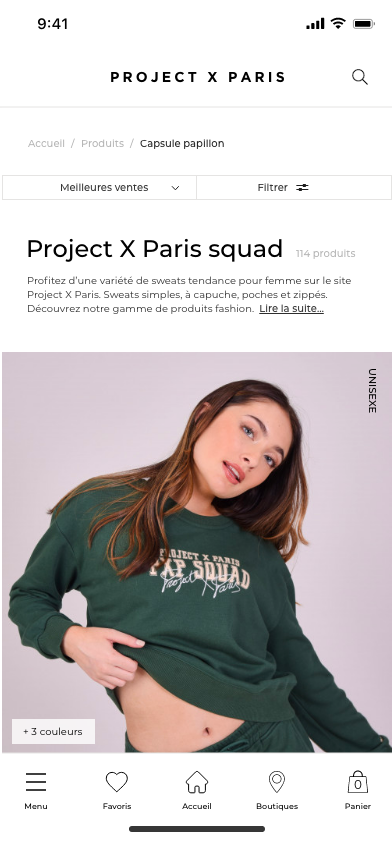 9:41
PROJECT X PARIS
Accueil / Produits / Capsule papillon
Meilleures ventes
Filtrer
Project X Paris squad
114 produits
Profitez d'une variété de sweats tendance pour femme sur le site
Project X Paris. Sweats simples, à capuche, poches et zippés.
Découvrez notre gamme de produits fashion. Lire la suite...
UNISEXE
PROJECT X PARIS
PXP SQUAD
Project X Paris
+ 3 couleurs
0
Menu
Favoris
Accueil
Boutiques
Panier